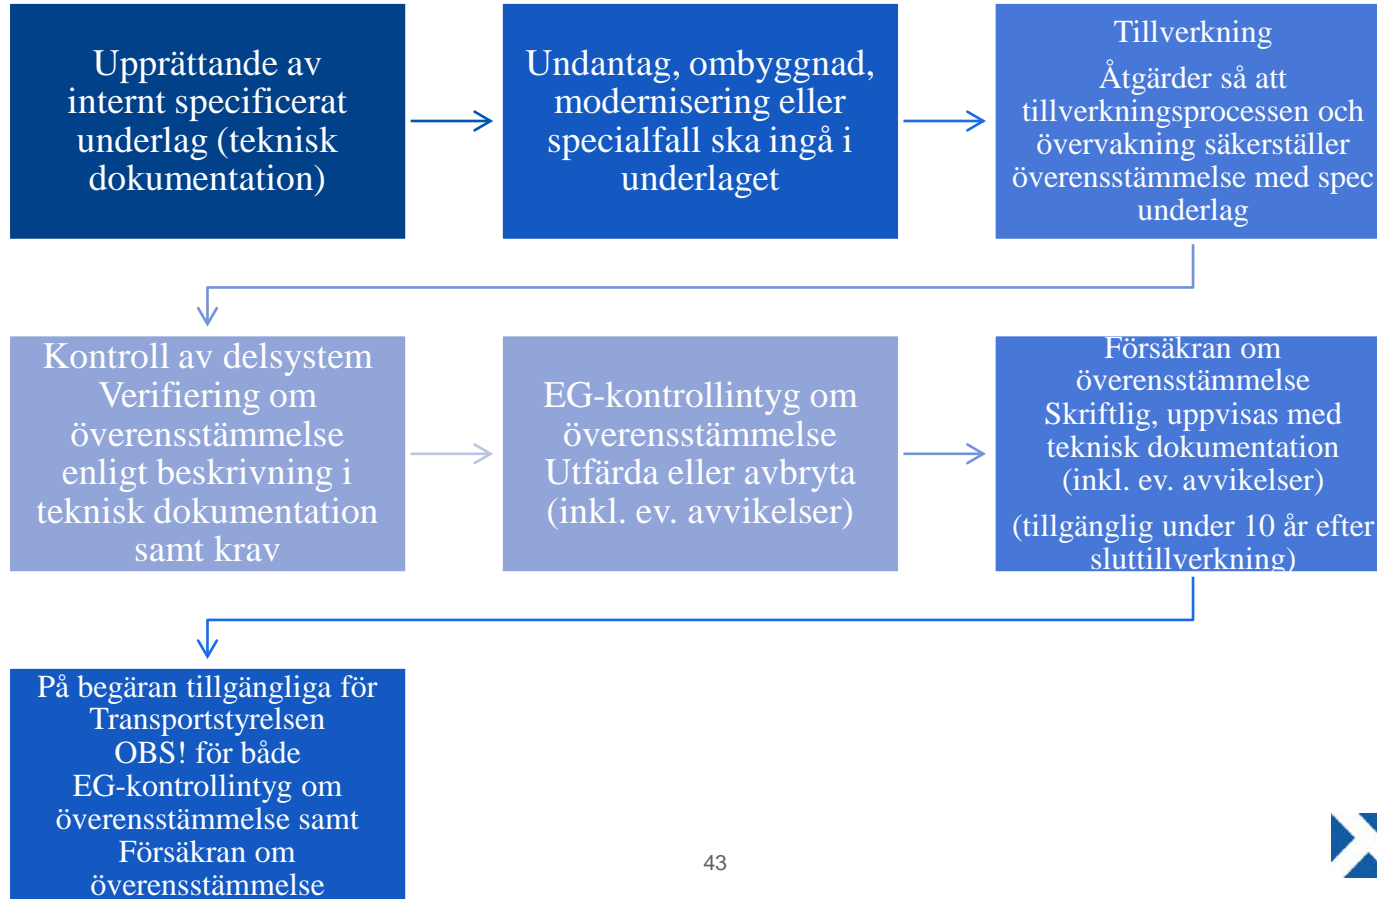 Upprättande av
internt specificerat
underlag (teknisk
dokumentation)
Undantag, ombyggnad,
modernisering eller
specialfall ska ingå i
underlaget
Tillverkning
Åtgärder så att
tillverkningsprocessen och
övervakning säkerställer
överensstämmelse med spec
underlag
Kontroll av delsystem
Verifiering om
överensstämmelse
enligt beskrivning i
teknisk dokumentation
samt krav
EG-kontrollintyg om
överensstämmelse
Utfärda eller avbryta
(inkl. ev. avvikelser)
Försäkran om
överensstämmelse
Skriftlig, uppvisas med
teknisk dokumentation
(inkl. ev. avvikelser)
(tillgänglig under 10 år efter
sluttillverkning)
På begäran tillgängliga för
Transportstyrelsen
OBS! för både
EG-kontrollintyg om
överensstämmelse samt
Försäkran om
överensstämmelse
43